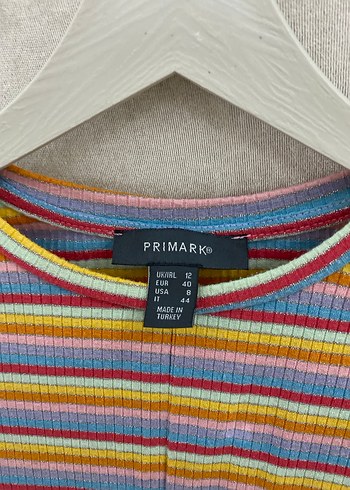 PRIMARK®
UK/IRL 12
EUR 40
USA 8
IT 44
MADE IN
TURKEY